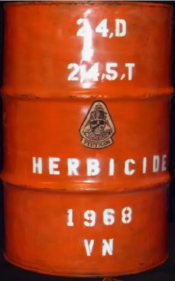 2,4,D
&
2,4,5,T
HERBICIDE
1968
VN